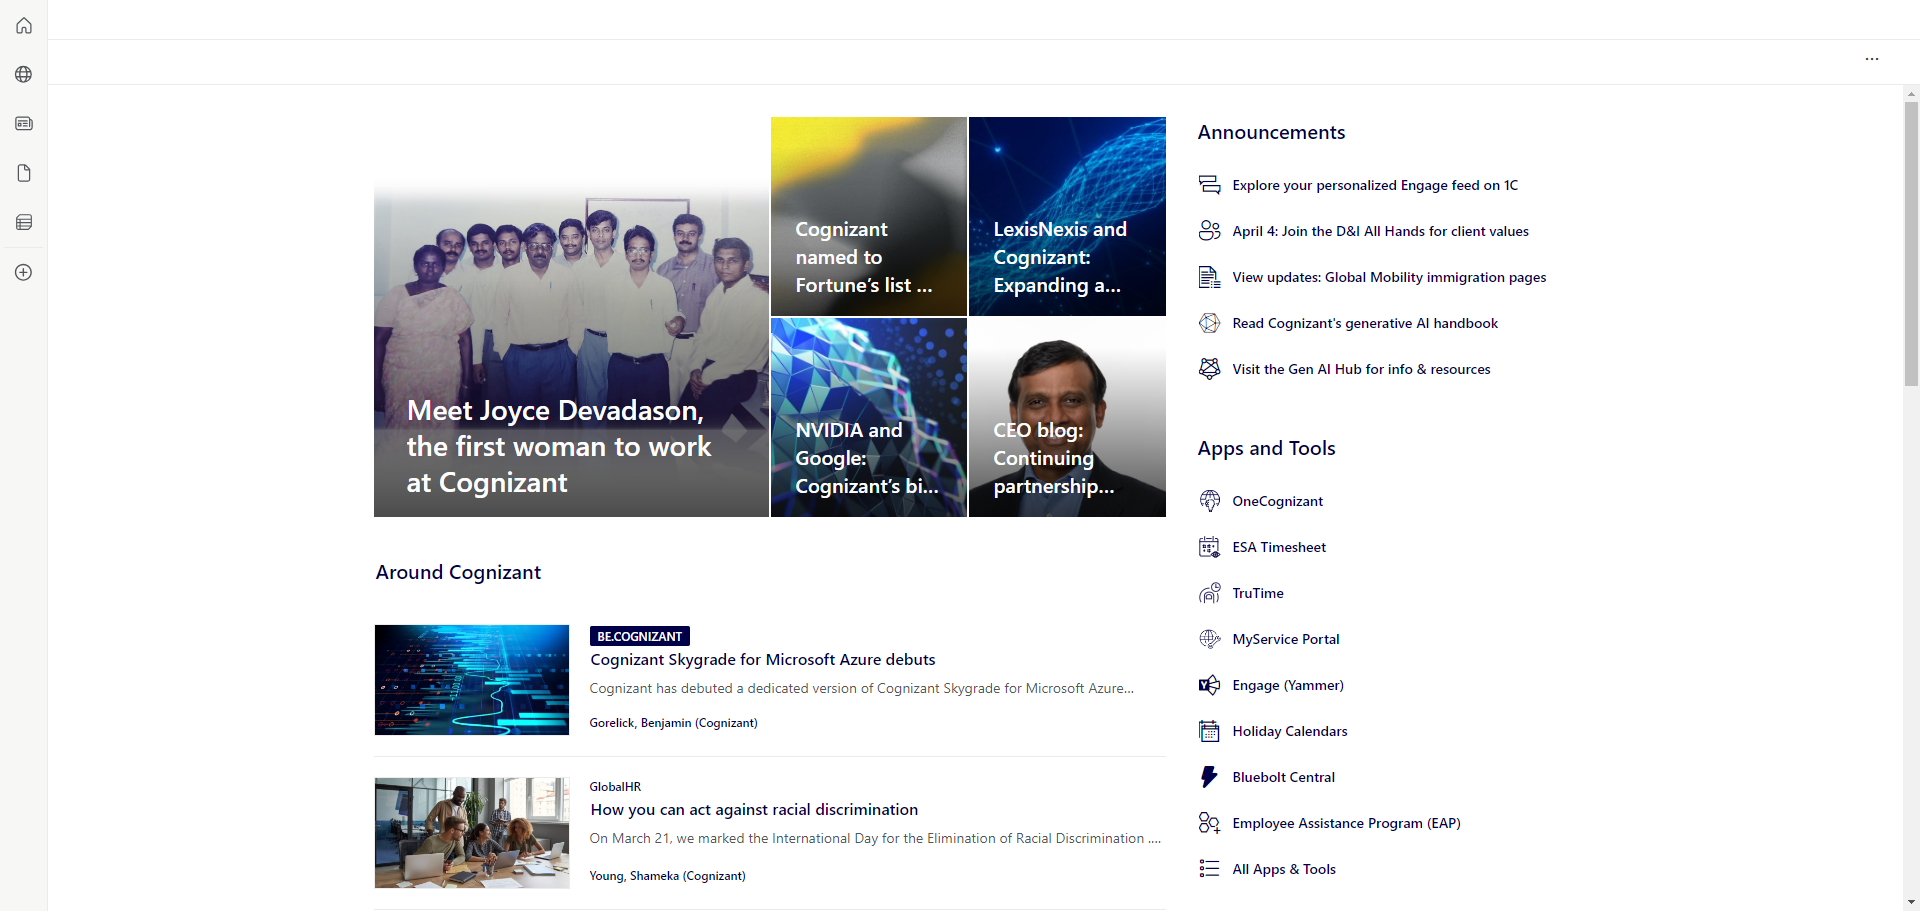 Meet Joyce Devadason,
the first woman to work
at Cognizant
Cognizant
named to
Fortune’s list ...
LexisNexis and
Cognizant:
Expanding a...
NVIDIA and
Google:
Cognizant’s bi...
CEO blog:
Continuing
partnership...
Around Cognizant
BE.COGNIZANT
Cognizant Skygrade for Microsoft Azure debuts
Cognizant has debuted a dedicated version of Cognizant Skygrade for Microsoft Azure...
Gorelick, Benjamin (Cognizant)
GlobalHR
How you can act against racial discrimination
On March 21, we marked the International Day for the Elimination of Racial Discrimination ....
Young, Shameka (Cognizant)
Announcements
Explore your personalized Engage feed on 1C
April 4: Join the D&I All Hands for client values
View updates: Global Mobility immigration pages
Read Cognizant's generative AI handbook
Visit the Gen AI Hub for info & resources
Apps and Tools
OneCognizant
ESA Timesheet
TruTime
MyService Portal
Engage (Yammer)
Holiday Calendars
Bluebolt Central
Employee Assistance Program (EAP)
All Apps & Tools